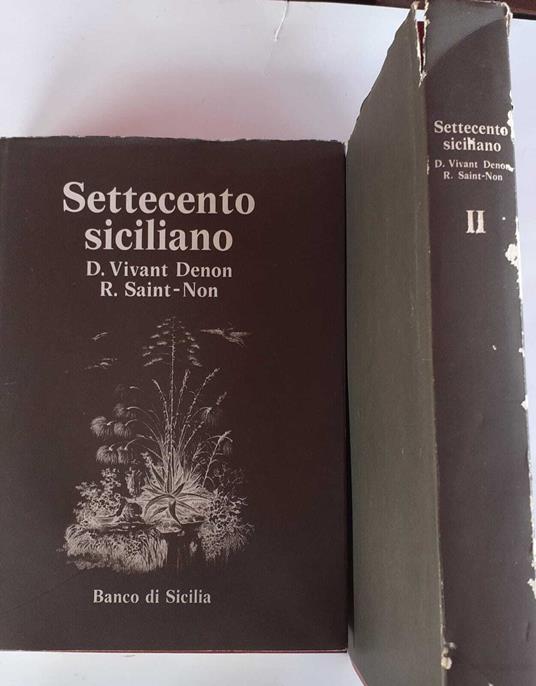 Settecento
siciliano
D. Vivant Denon
R. Saint-Non
Banco di Sicilia
Settecento
siciliano
D. Vivant Denon
R. Saint-Non
II